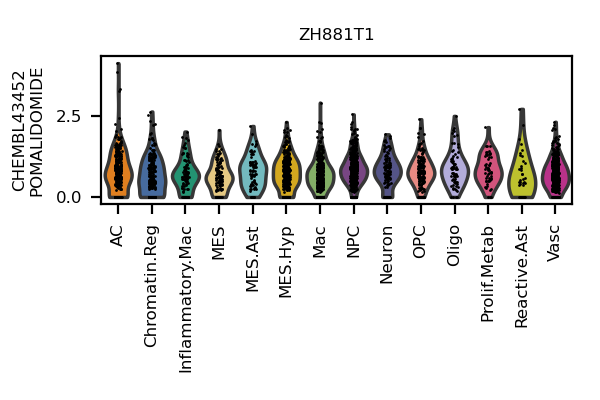 ZH881T1
CHEMBL43452
POMALIDOMIDE
2.5
0.0
AC
Chromatin.Reg
Inflammatory.Mac
MES
MES.Ast
MES.Hyp
Mac
NPC
Neuron
OPC
Oligo
Prolif.Metab
Reactive.Ast
Vasc